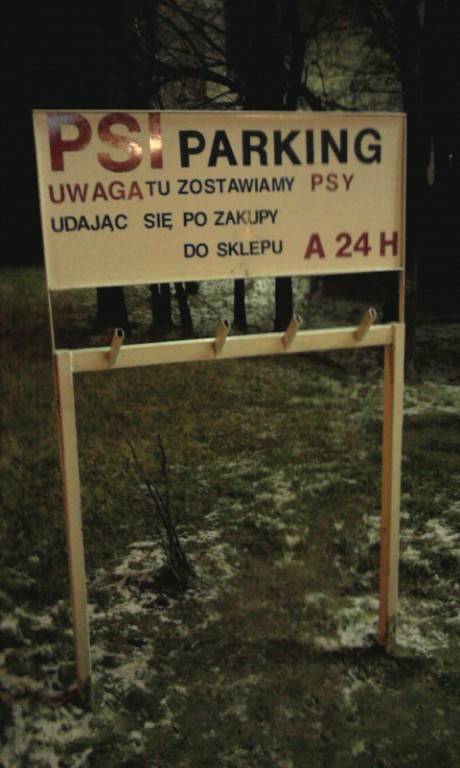 PSI PARKING
UWAGA TU ZOSTAWIAMY PSY
UDAJĄC SIĘ PO ZAKUPY
DO SKLEPU A 24 H